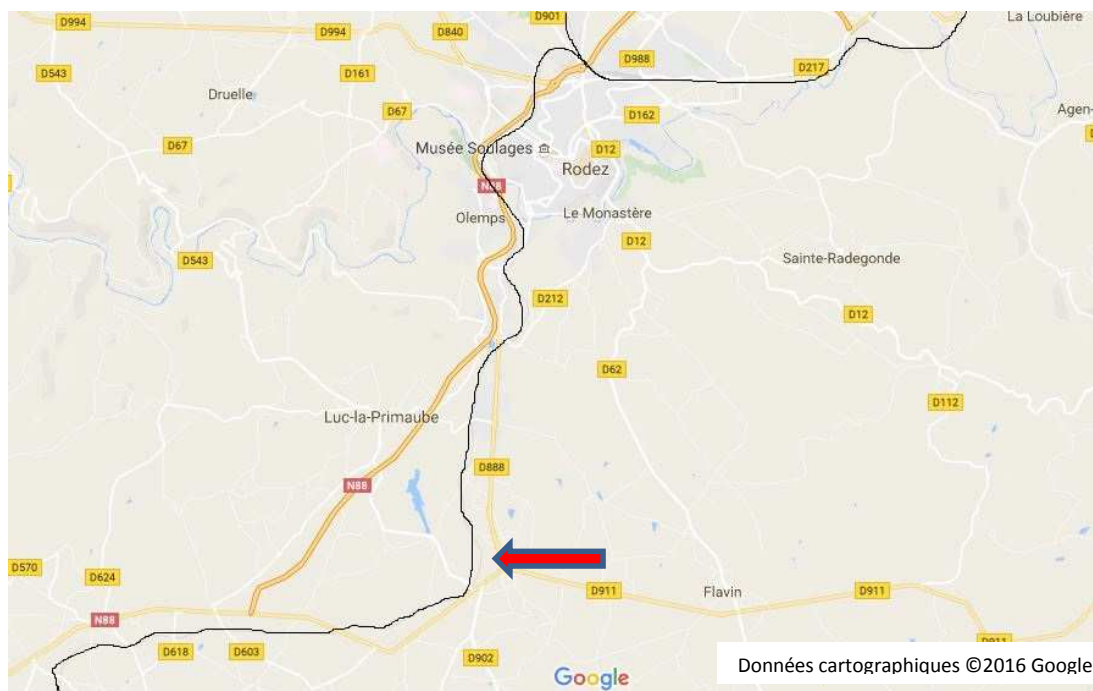 D994
D901
La Loubière
D994
D840
D988
D543
D161
D217
Druelle
D67
Agen-
D162
D67
Musée Soulages
D12
Rodez
N88
Olemps
Le Monastère
D12
D543
Sainte-Radegonde
D212
D12
D62
D112
Luc-la-Primaube
D888
N88
D570
D624
D911
Flavin
D911
N88
D911
D618
D603
D902
Google
Données cartographiques ©2016 Google